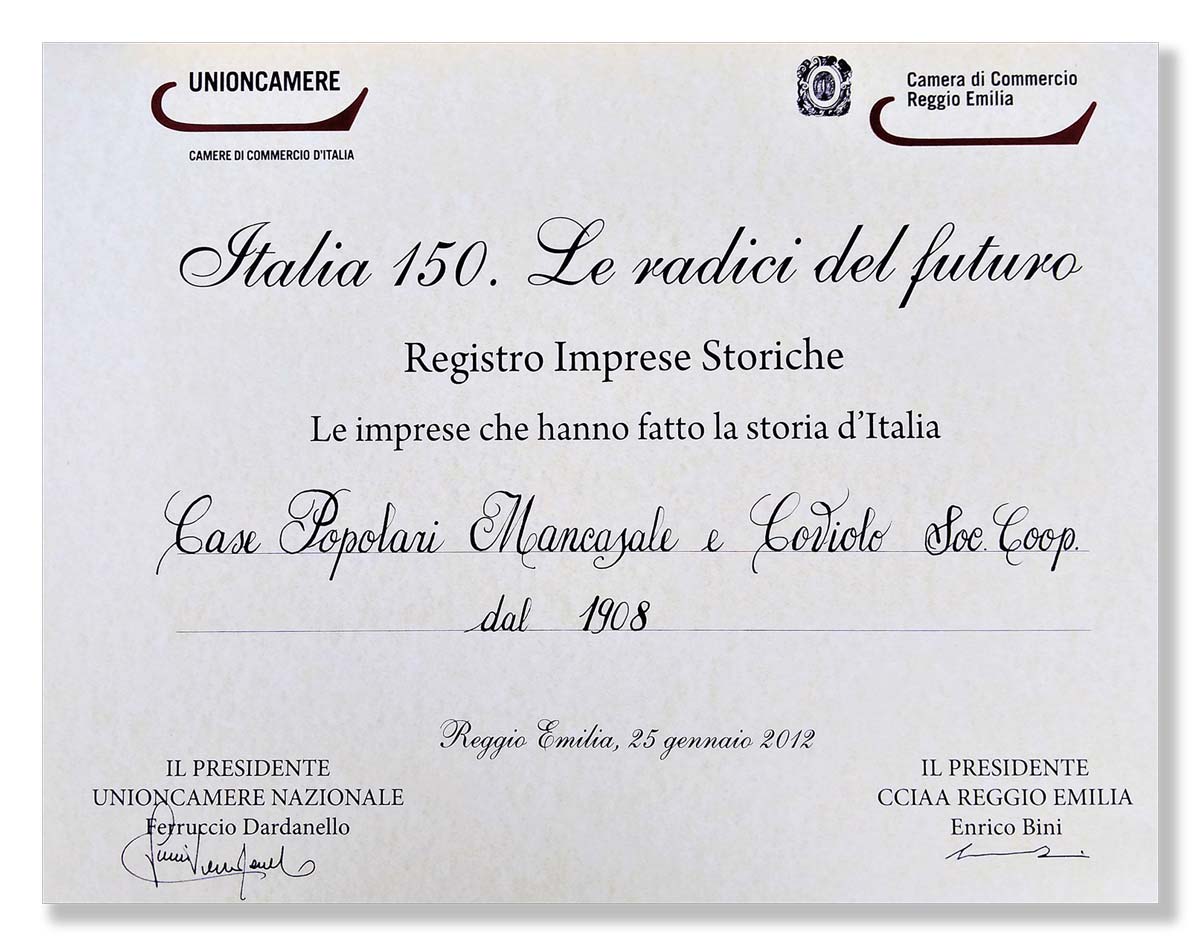 UNIONCAMERE
CAMERE DI COMMERCIO D'ITALIA
Camera di Commercio
Reggio Emilia
Italia 150. Le radici del futuro
Registro Imprese Storiche
Le imprese che hanno fatto la storia d'Italia
Case Popolari Mancasale e Coviolo Soc. Coop.
dal 1908
Reggio Emilia, 25 gennaio 2012
IL PRESIDENTE
UNIONCAMERE NAZIONALE
Ferruccio Dardanello
IL PRESIDENTE
CCIAA REGGIO EMILIA
Enrico Bini